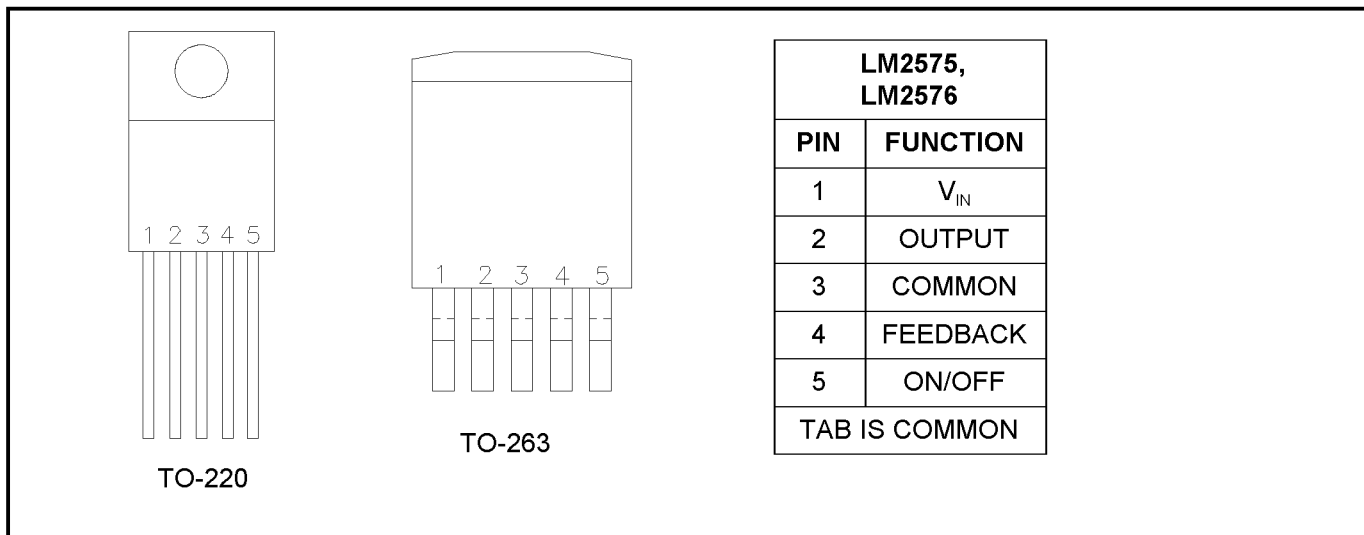 1 2 3 4 5
TO-220
1 2 3 4 5
TO-263
LM2575,
LM2576
PIN FUNCTION
1 VIN
2 OUTPUT
3 COMMON
4 FEEDBACK
5 ON/OFF
TAB IS COMMON